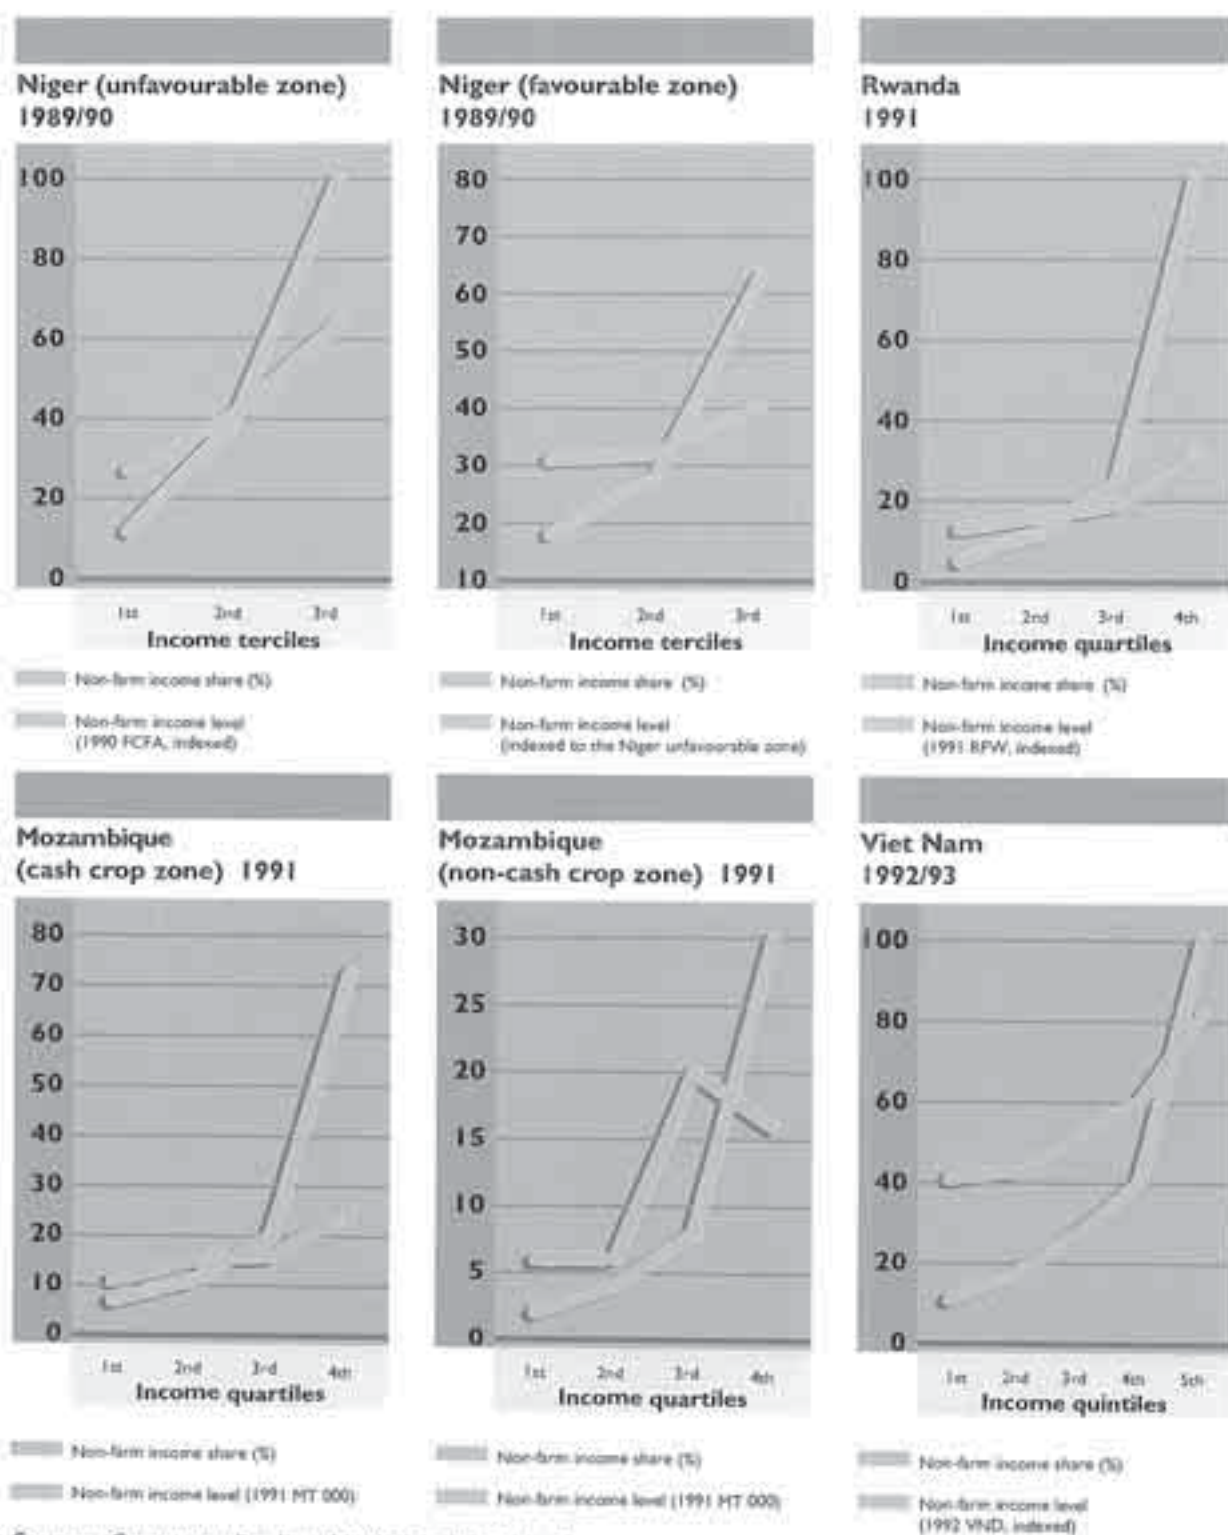 Niger (unfavourable zone)
1989/90
100
80
60
40
20
0
1st 2nd 3rd
Income terciles
Non-farm income share (%)
Non-farm income level
(1990 FCFA, indexed)
Niger (favourable zone)
1989/90
80
70
60
50
40
30
20
10
1st 2nd 3rd
Income terciles
Non-farm income share (%)
Non-farm income level
(indexed to the Niger unfavourable zone)
Rwanda
1991
100
80
60
40
20
0
1st 2nd 3rd 4th
Income quartiles
Non-farm income share (%)
Non-farm income level
(1991 RFW, indexed)
Mozambique
(cash crop zone) 1991
80
70
60
50
40
30
20
10
0
1st 2nd 3rd 4th
Income quartiles
Non-farm income share (%)
Non-farm income level (1991 MT 000)
Mozambique
(non-cash crop zone) 1991
30
25
20
15
10
5
0
1st 2nd 3rd 4th
Income quartiles
Non-farm income share (%)
Non-farm income level (1991 MT 000)
Viet Nam
1992/93
100
80
60
40
20
0
1st 2nd 3rd 4th 5th
Income quintiles
Non-farm income share (%)
Non-farm income level
(1992 VND, indexed)